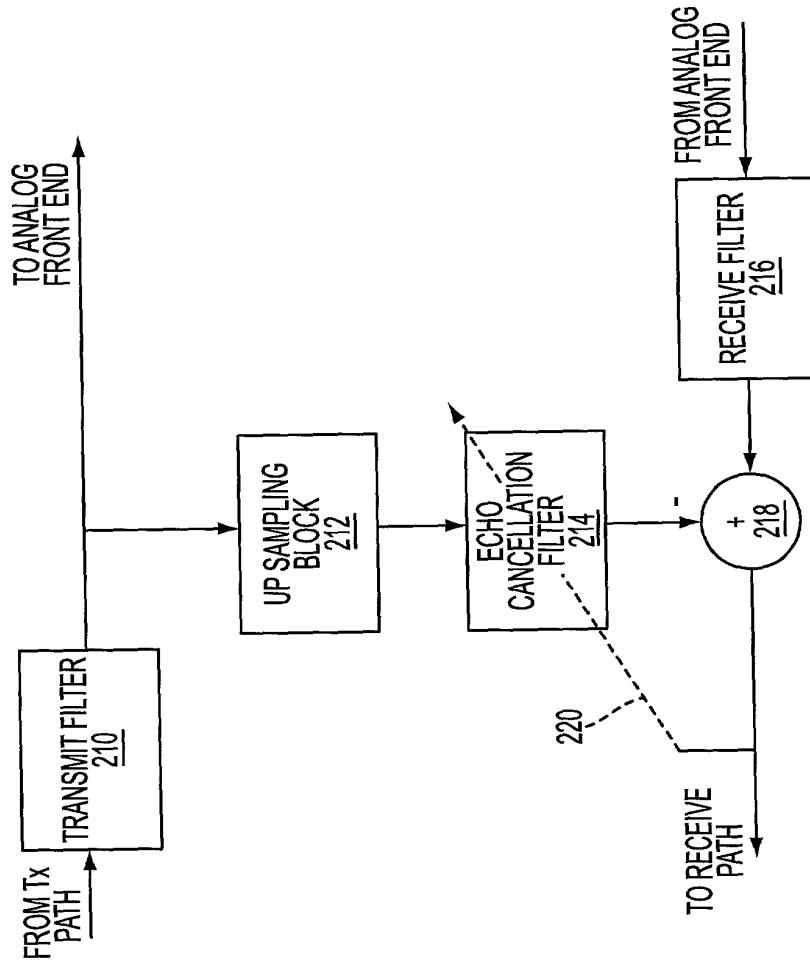 FROM Tx
PATH
TRANSMIT FILTER
210
TO ANALOG
FRONT END
UP SAMPLING
BLOCK
212
ECHO
CANCELLATION
FILTER
214
-
220
FROM ANALOG
FRONT END
RECEIVE FILTER
216
+
218
TO RECEIVE
PATH